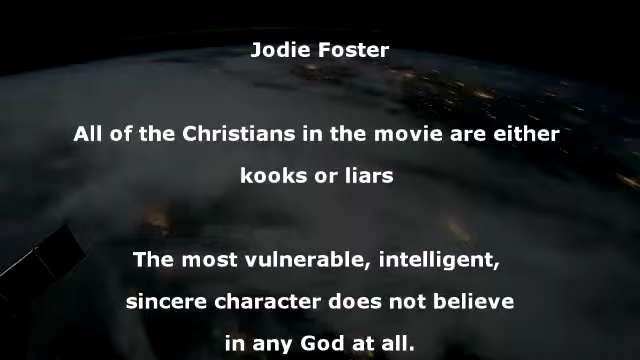 Jodie Foster
All of the Christians in the movie are either
kooks or liars
The most vulnerable, intelligent,
sincere character does not believe
in any God at all.